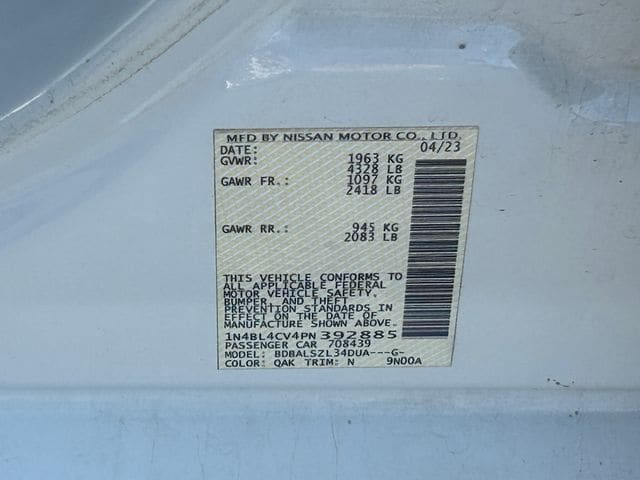 MFD BY NISSAN MOTOR CO., LTD.
DATE: 04/23
GVWR: 1963 KG
4328 LB
GAWR FR.: 1097 KG
2418 LB
GAWR RR.: 945 KG
2083 LB
THIS VEHICLE CONFORMS TO
ALL APPLICABLE FEDERAL
MOTOR VEHICLE SAFETY,
BUMPER, AND THEFT
PREVENTION STANDARDS IN
EFFECT ON THE DATE OF
MANUFACTURE SHOWN ABOVE.
1N4BL4CV4PN392885
PASSENGER CAR 708439
MODEL: BDBALSZL34DUA---G-
COLOR: QAK TRIM: N 9N00A